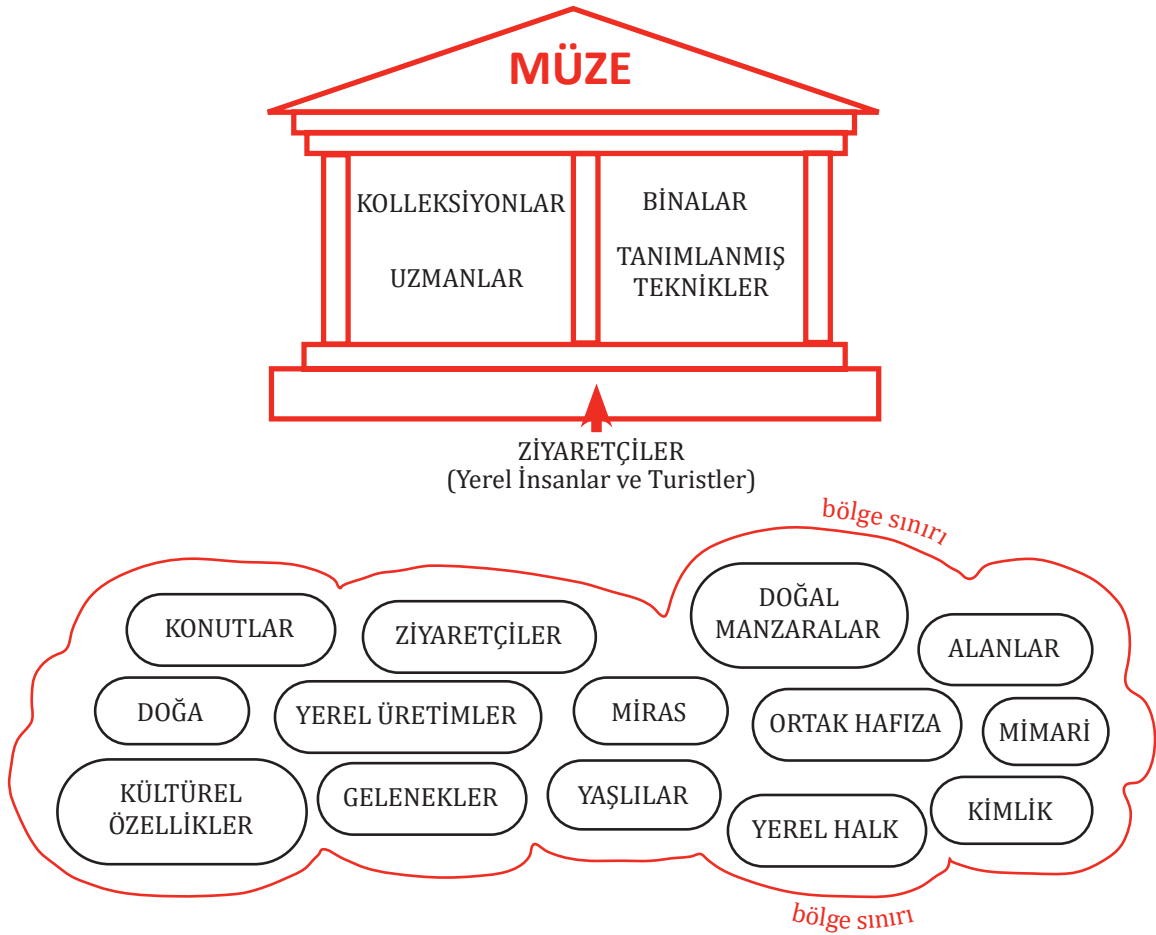 MÜZE
KOLLEKSİYONLAR
UZMANLAR
BİNALAR
TANIMLANMIŞ
TEKNİKLER
ZİYARETÇİLER
(Yerel İnsanlar ve Turistler)
bölge sınırı
KONUTLAR
ZİYARETÇİLER
DOĞAL
MANZARALAR
ALANLAR
DOĞA
YEREL ÜRETİMLER
MİRAS
ORTAK HAFIZA
MİMARİ
KÜLTÜREL
ÖZELLİKLER
GELENEKLER
YAŞLILAR
YEREL HALK
KİMLİK
bölge sınırı